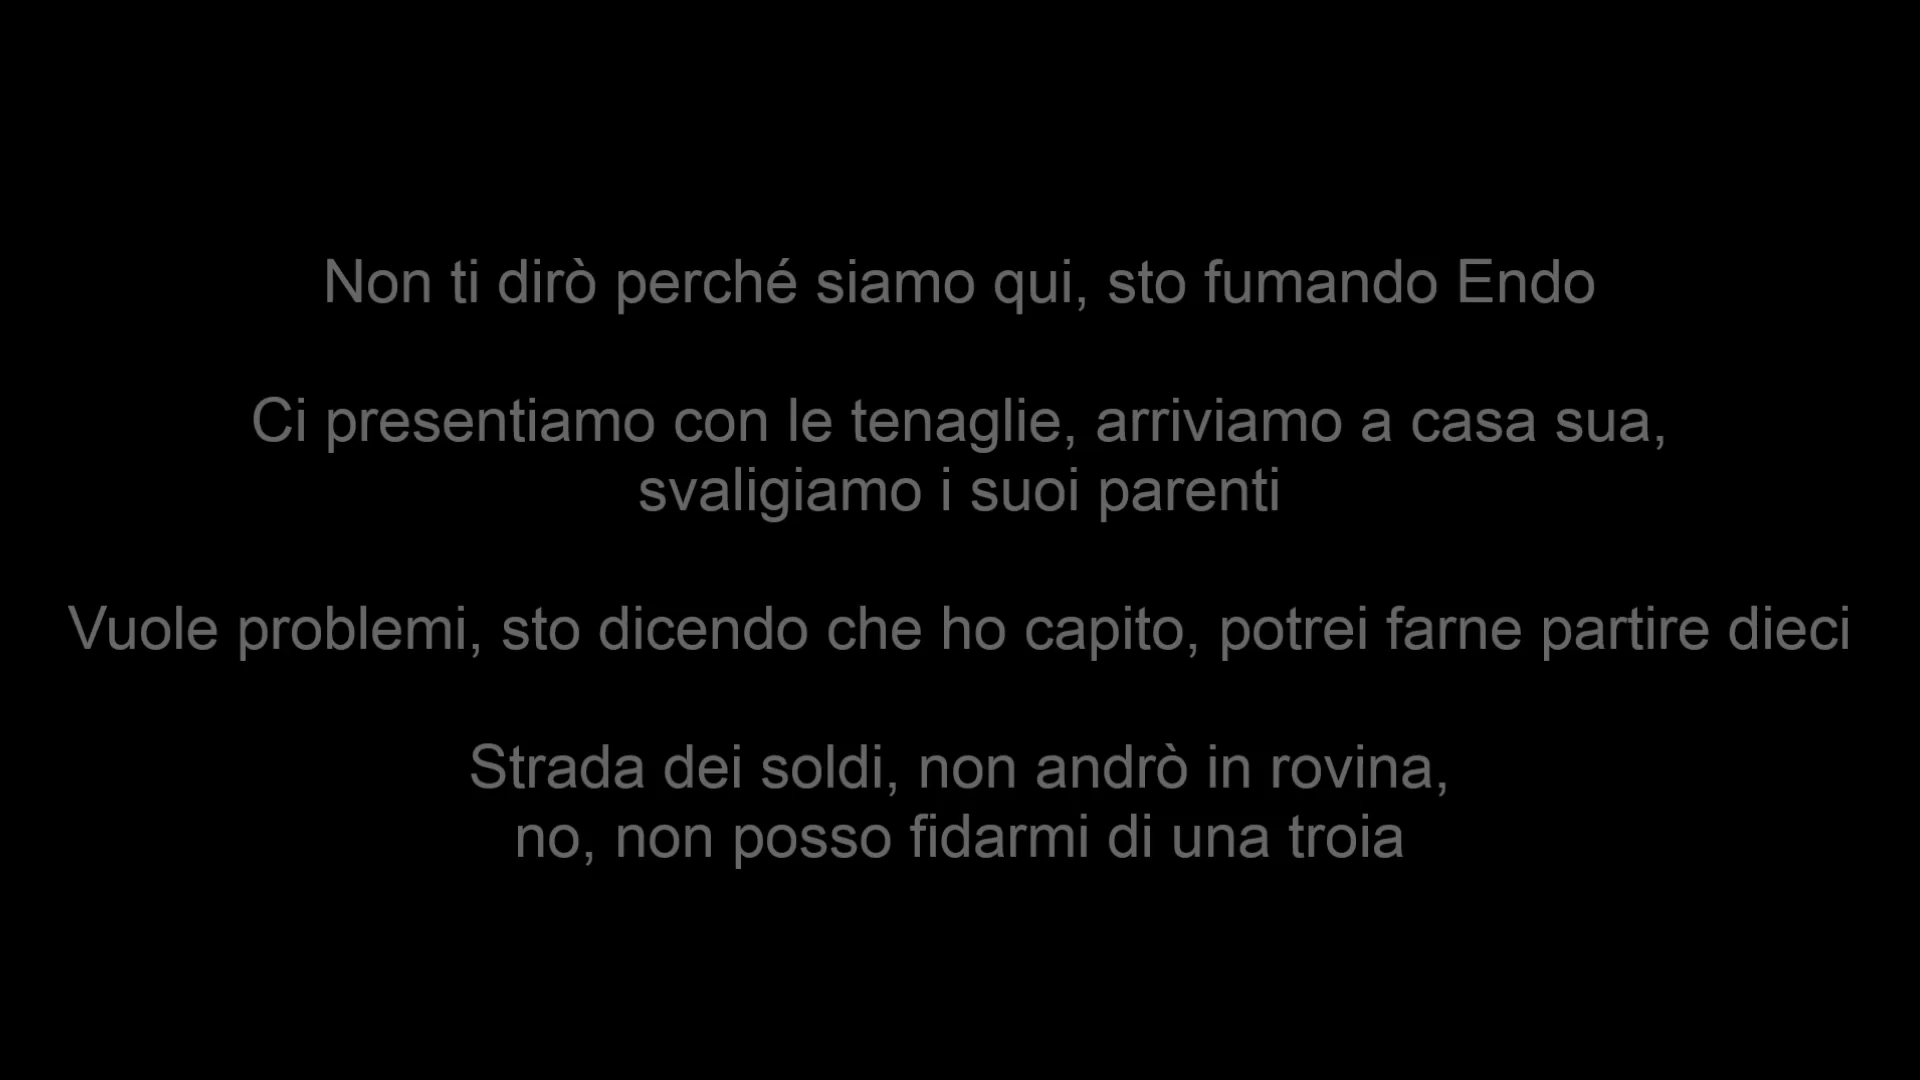 Non ti dirò perché siamo qui, sto fumando Endo
Ci presentiamo con le tenaglie, arriviamo a casa sua,
svaligiamo i suoi parenti
Vuole problemi, sto dicendo che ho capito, potrei farne partire dieci
Strada dei soldi, non andrò in rovina,
no, non posso fidarmi di una troia